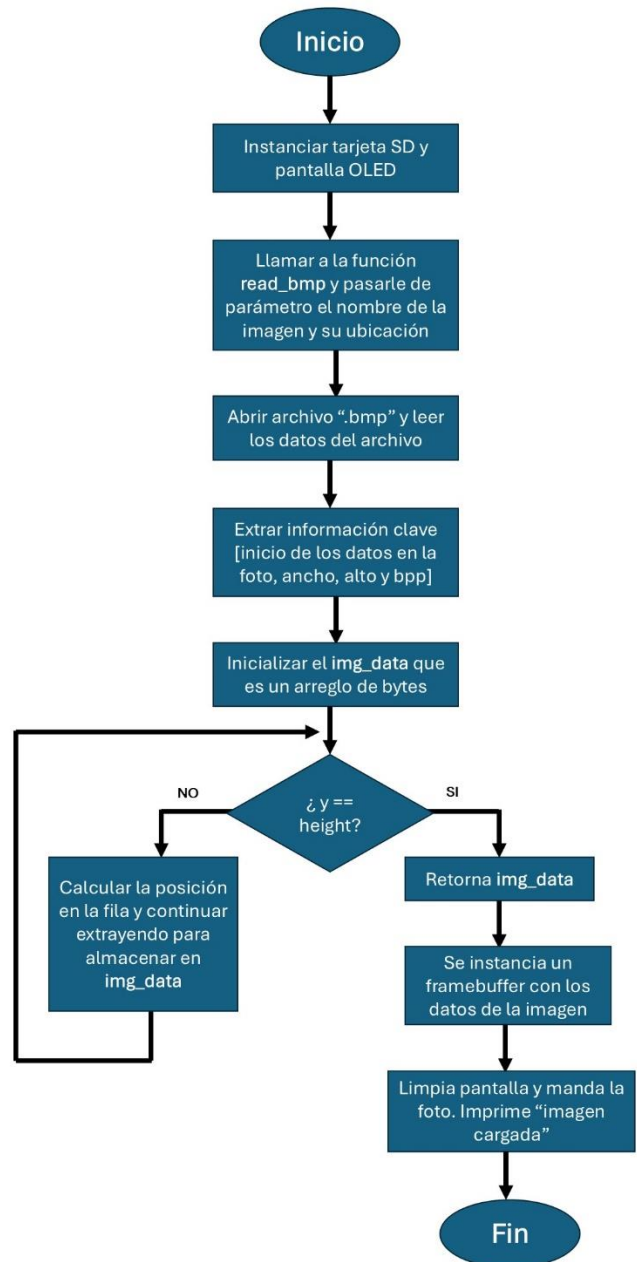 Inicio
Instanciar tarjeta SD y
pantalla OLED
Llamar a la función
read_bmp y pasarle de
parámetro el nombre de la
imagen y su ubicación
Abrir archivo “.bmp” y leer
los datos del archivo
Extrar información clave
[inicio de los datos en la
foto, ancho, alto y bpp]
Inicializar el img_data que
es un arreglo de bytes
¿ y ==
height?
NO
Calcular la posición
en la fila y continuar
extrayendo para
almacenar en
img_data
SI
Retorna img_data
Se instancia un
framebuffer con los
datos de la imagen
Limpia pantalla y manda la
foto. Imprime “imagen
cargada”
Fin